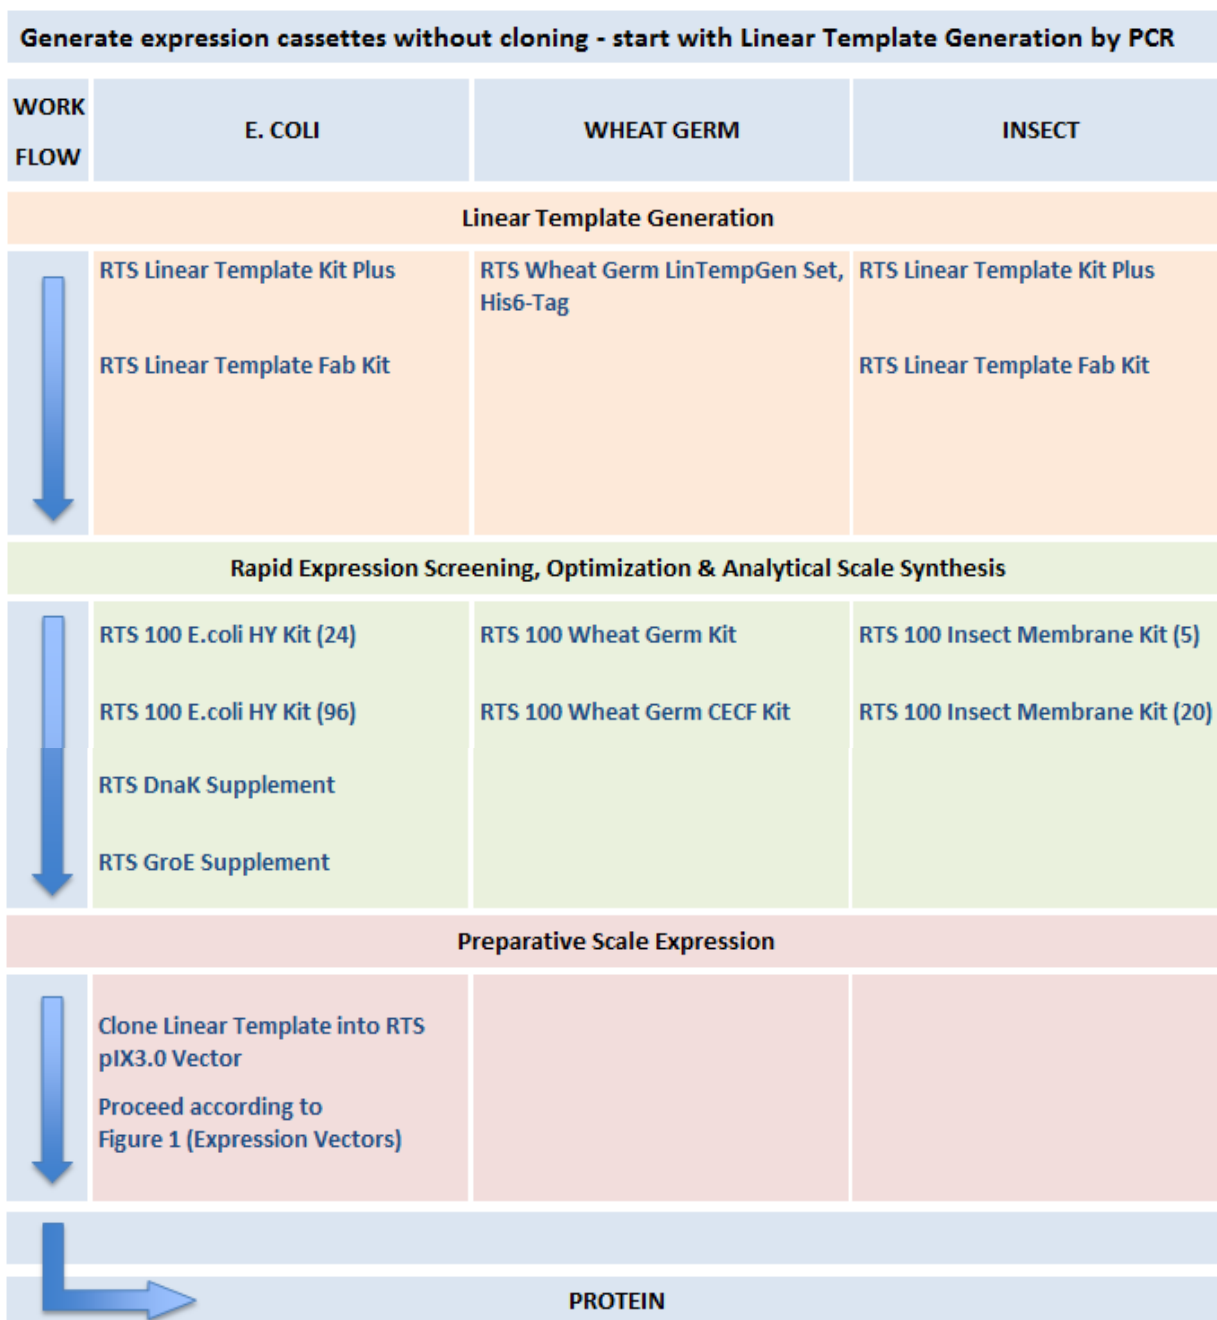 Generate expression cassettes without cloning - start with Linear Template Generation by PCR
WORK
FLOW
E. COLI
WHEAT GERM
INSECT
Linear Template Generation
RTS Linear Template Kit Plus
RTS Linear Template Fab Kit
RTS Wheat Germ LinTempGen Set,
His6-Tag
RTS Linear Template Kit Plus
RTS Linear Template Fab Kit
Rapid Expression Screening, Optimization & Analytical Scale Synthesis
RTS 100 E.coli HY Kit (24)
RTS 100 E.coli HY Kit (96)
RTS DnaK Supplement
RTS GroE Supplement
RTS 100 Wheat Germ Kit
RTS 100 Wheat Germ CECF Kit
RTS 100 Insect Membrane Kit (5)
RTS 100 Insect Membrane Kit (20)
Preparative Scale Expression
Clone Linear Template into RTS
pIX3.0 Vector
Proceed according to
Figure 1 (Expression Vectors)
PROTEIN